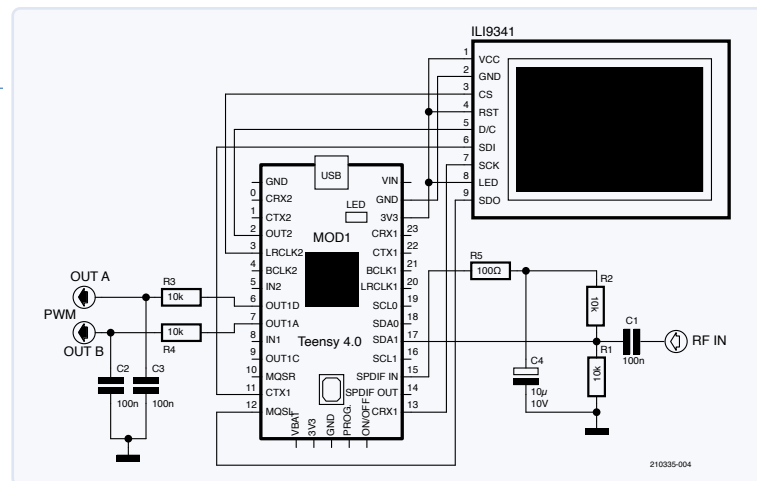 ILI9341
1 VCC
2 GND
3 CS
4 RST
5 D/C
6 SDI
7 SCK
8 LED
9 SDO
USB
LED
MOD1
Teensy 4.0
GND
0 CRX2
1 CTX2
2 OUT2
3 LRCLK2
4 BCLK2
5 IN2
6 OUT1D
7 OUT1A
8 IN1
9 OUT1C
10 MQSR
11 CTX1
12 MQSL
VIN
GND
3V3
CRX1 23
CTX1 22
BCLK1 21
LRCLK1 20
SCL0 19
SDA0 18
SDA1 17
SCL1 16
SPDIF IN 15
SPDIF OUT 14
CRX1 13
VBAT
3V3
GND
PROG.
ON/OFF
OUT A
PWM
OUT B
R3
10k
10k
R4
C2
100n
C3
100n
R5
100Ω
R2
10k
R1
10k
C1
100n
RF IN
C4
10µ
10V
210335-004